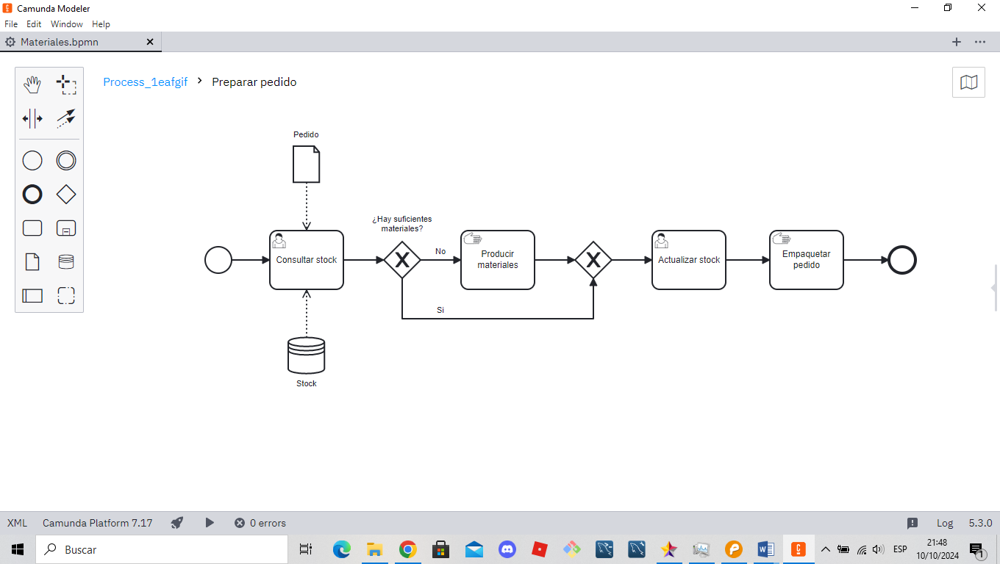 Camunda Modeler
File Edit Window Help
Materiales.bpmn
Process_1eafgif > Preparar pedido
Pedido
¿Hay suficientes
materiales?
Consultar stock
No
Producir
materiales
Actualizar stock
Empaquetar
pedido
Si
Stock
XML Camunda Platform 7.17 0 errors Log 5.3.0
Buscar
ESP
21:48
10/10/2024
1